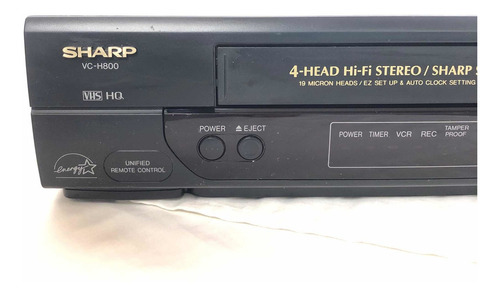 SHARP
VC-H800
VHS HQ
4-HEAD Hi-Fi STEREO / SHARP
19 MICRON HEADS / EZ SET UP & AUTO CLOCK SETTING
POWER ⏏ EJECT
POWER TIMER VCR REC TAMPER PROOF
energy
UNIFIED
REMOTE CONTROL